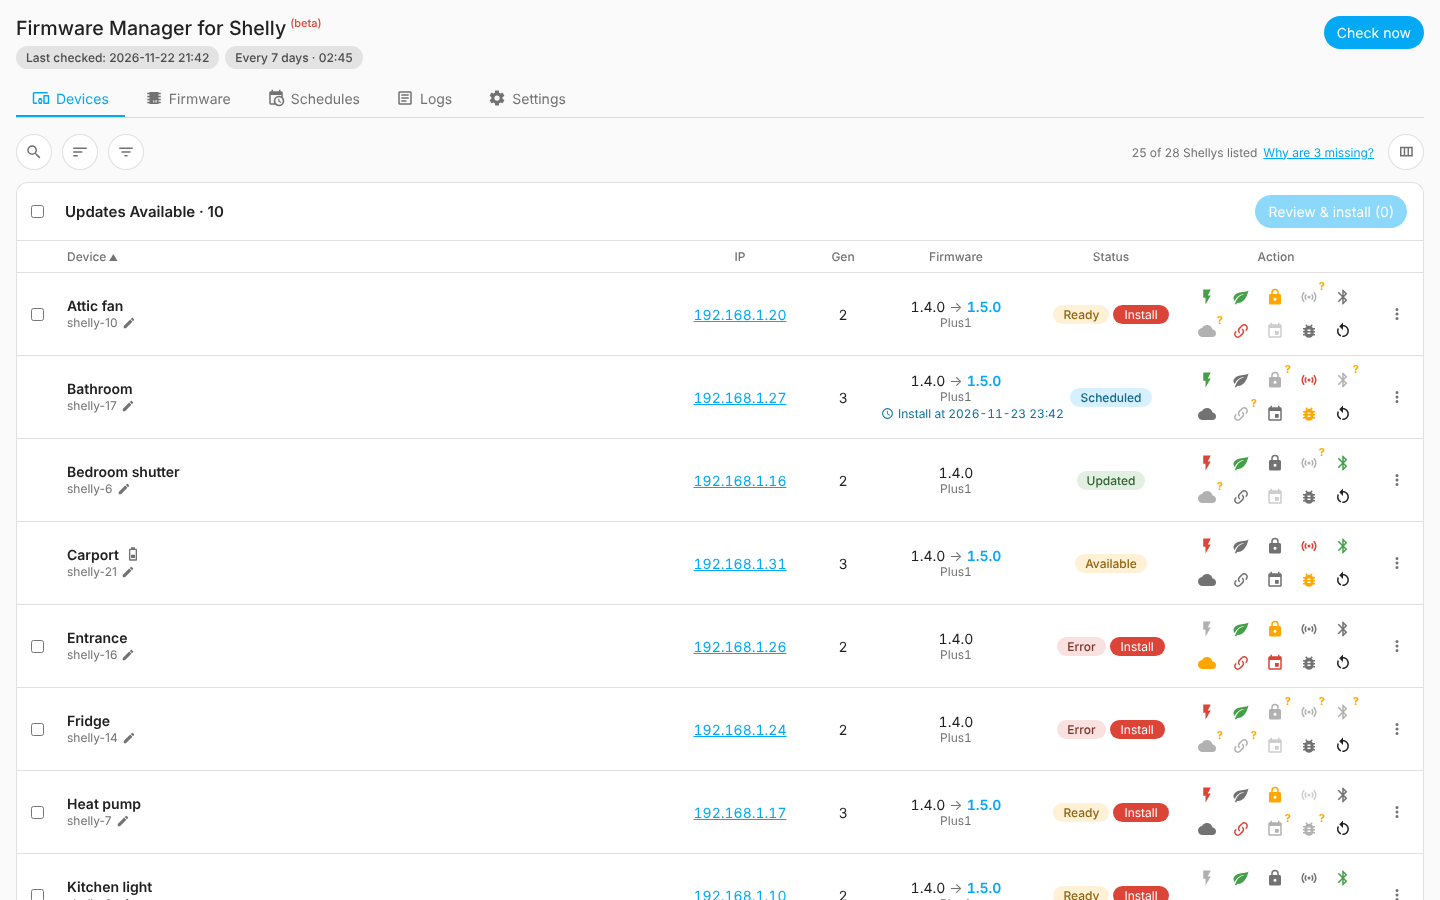 Firmware Manager for Shelly (beta)
Last checked: 2026-11-22 21:42 Every 7 days · 02:45
Check now
Devices Firmware Schedules Logs Settings
25 of 28 Shellys listed Why are 3 missing?
Updates Available · 10
Review & install (0)
Device ▲ IP Gen Firmware Status Action
Attic fan
shelly-10
192.168.1.20
2
1.4.0 → 1.5.0
Plus1
Ready Install
?
?
Bathroom
shelly-17
192.168.1.27
3
1.4.0 → 1.5.0
Plus1
Install at 2026-11-23 23:42
Scheduled
? ?
?
Bedroom shutter
shelly-6
192.168.1.16
2
1.4.0
Plus1
Updated
?
?
Carport
shelly-21
192.168.1.31
3
1.4.0 → 1.5.0
Plus1
Available
Entrance
shelly-16
192.168.1.26
2
1.4.0
Plus1
Error Install
Fridge
shelly-14
192.168.1.24
2
1.4.0
Plus1
Error Install
? ? ?
? ?
Heat pump
shelly-7
192.168.1.17
3
1.4.0 → 1.5.0
Plus1
Ready Install
? ?
Kitchen light
192.168.1.10
2
1.4.0 → 1.5.0
Ready Install